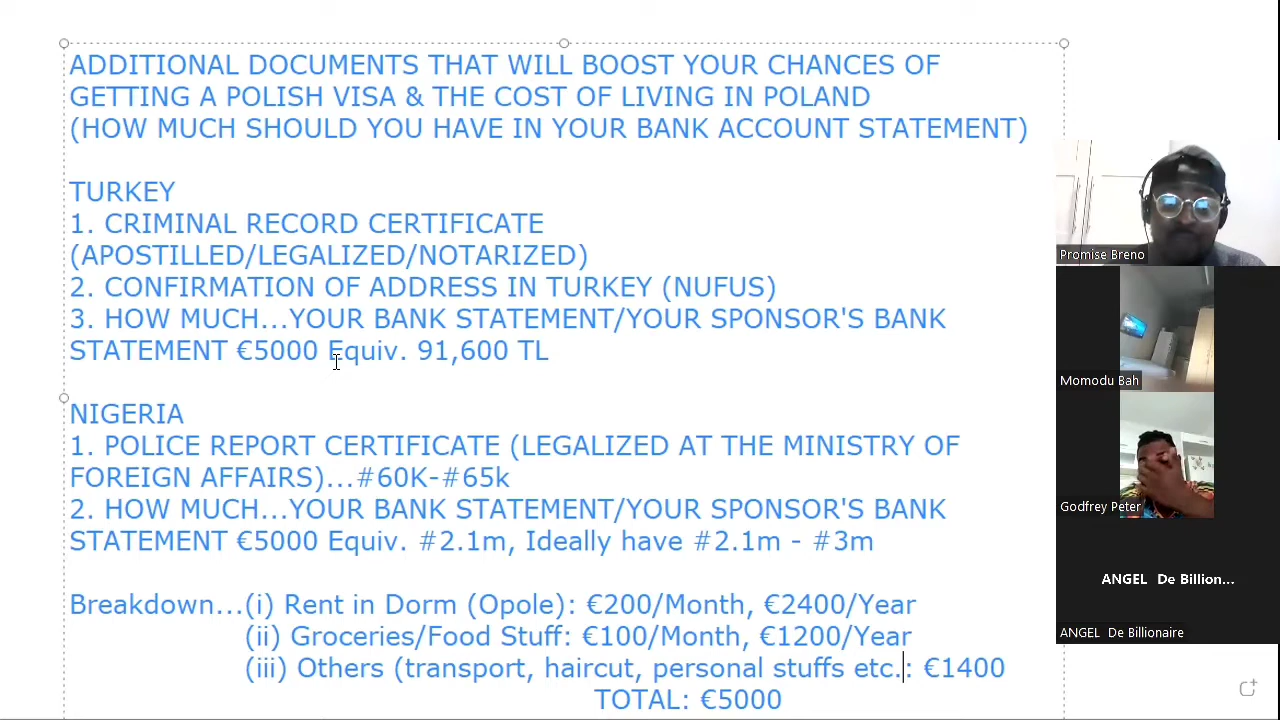 ADDITIONAL DOCUMENTS THAT WILL BOOST YOUR CHANCES OF
GETTING A POLISH VISA & THE COST OF LIVING IN POLAND
(HOW MUCH SHOULD YOU HAVE IN YOUR BANK ACCOUNT STATEMENT)
TURKEY
1. CRIMINAL RECORD CERTIFICATE
(APOSTILLED/LEGALIZED/NOTARIZED)
2. CONFIRMATION OF ADDRESS IN TURKEY (NUFUS)
3. HOW MUCH...YOUR BANK STATEMENT/YOUR SPONSOR'S BANK
STATEMENT €5000 Equiv. 91,600 TL
NIGERIA
1. POLICE REPORT CERTIFICATE (LEGALIZED AT THE MINISTRY OF
FOREIGN AFFAIRS)...#60K-#65k
2. HOW MUCH...YOUR BANK STATEMENT/YOUR SPONSOR'S BANK
STATEMENT €5000 Equiv. #2.1m, Ideally have #2.1m - #3m
Breakdown...(i) Rent in Dorm (Opole): €200/Month, €2400/Year
(ii) Groceries/Food Stuff: €100/Month, €1200/Year
(iii) Others (transport, haircut, personal stuffs etc.: €1400
TOTAL: €5000
Promise Breno
Momodu Bah
Godfrey Peter
ANGEL De Billion...
ANGEL De Billionaire